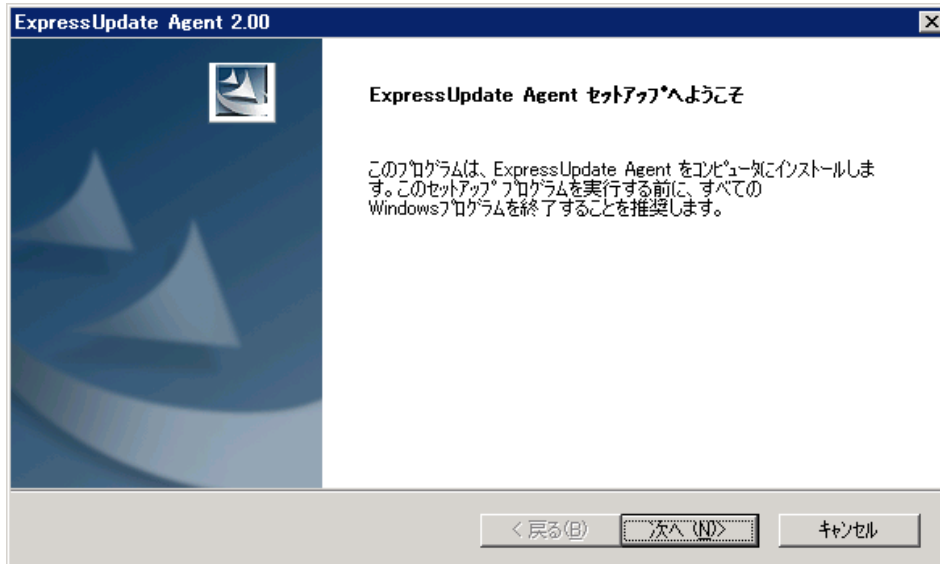 ExpressUpdate Agent 2.00
ExpressUpdate Agent ｾｯﾄｱｯﾌﾟへようこそ
このﾌﾟﾛｸﾞﾗﾑは、ExpressUpdate Agent をｺﾝﾋﾟｭｰﾀにｲﾝｽﾄｰﾙしま
す。このｾｯﾄｱｯﾌﾟ ﾌﾟﾛｸﾞﾗﾑを実行する前に、すべての
Windowsﾌﾟﾛｸﾞﾗﾑを終了することを推奨します。
< 戻る(B)
次へ (N)>
ｷｬﾝｾﾙ